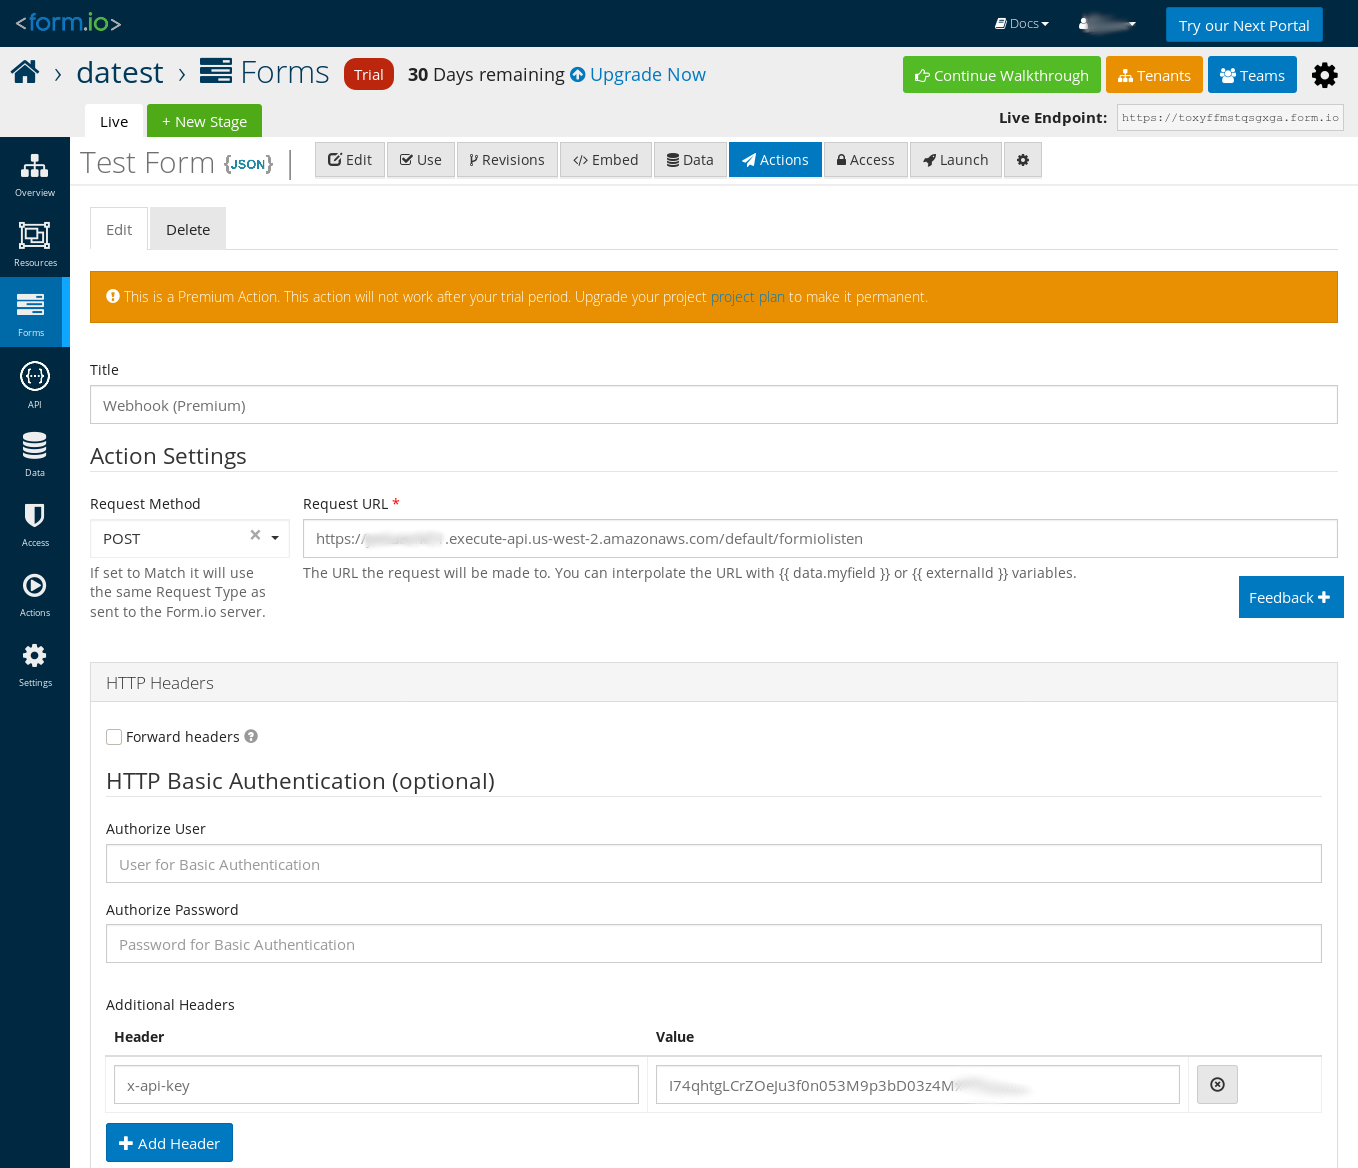 <form.io>
Docs
Try our Next Portal
› datest › Forms Trial 30 Days remaining Upgrade Now
Continue Walkthrough Tenants Teams
Live + New Stage
Live Endpoint: https://toxyffmstqsgxga.form.io
Test Form {JSON} | Edit Use Revisions </> Embed Data Actions Access Launch
Overview
Resources
Forms
API
Data
Access
Actions
Settings
Edit Delete
This is a Premium Action. This action will not work after your trial period. Upgrade your project project plan to make it permanent.
Title
Webhook (Premium)
Action Settings
Request Method Request URL *
POST × https:// .execute-api.us-west-2.amazonaws.com/default/formiolisten
If set to Match it will use
the same Request Type as
sent to the Form.io server.
The URL the request will be made to. You can interpolate the URL with {{ data.myfield }} or {{ externalId }} variables.
Feedback +
HTTP Headers
Forward headers ?
HTTP Basic Authentication (optional)
Authorize User
User for Basic Authentication
Authorize Password
Password for Basic Authentication
Additional Headers
Header Value
x-api-key I74qhtgLCrZOeJu3f0n053M9p3bD03z4M
+ Add Header